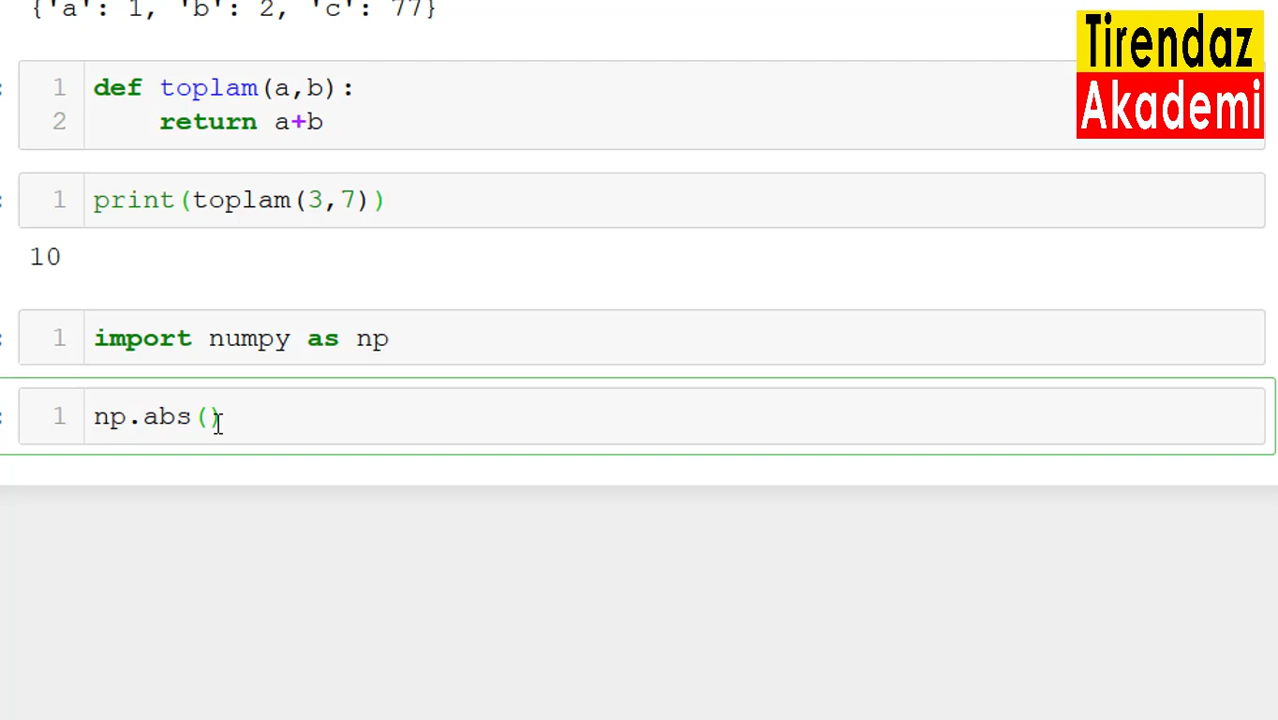 {'a': 1, 'b': 2, 'c': 77}
Tirendaz
Akademi
: 1 def toplam(a,b):
2 return a+b
: 1 print(toplam(3,7))
10
: 1 import numpy as np
: 1 np.abs()